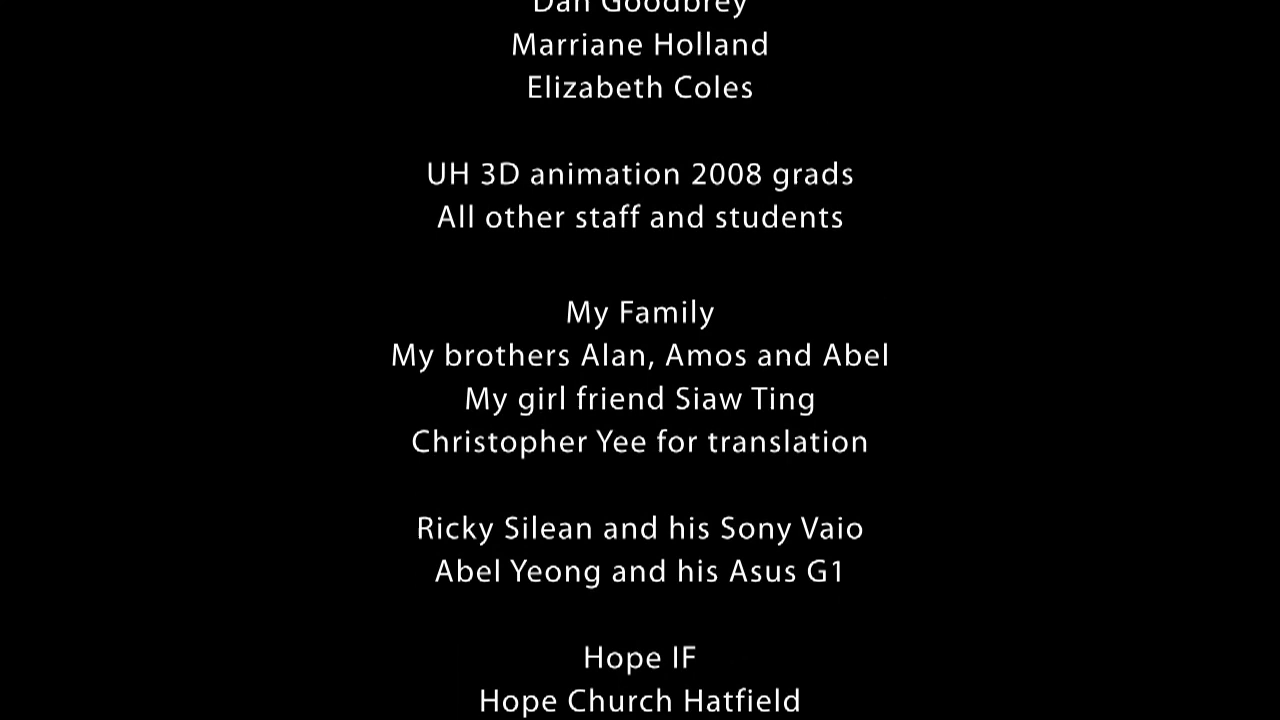 Dan Goodbrey
Marriane Holland
Elizabeth Coles
UH 3D animation 2008 grads
All other staff and students
My Family
My brothers Alan, Amos and Abel
My girl friend Siaw Ting
Christopher Yee for translation
Ricky Silean and his Sony Vaio
Abel Yeong and his Asus G1
Hope IF
Hope Church Hatfield